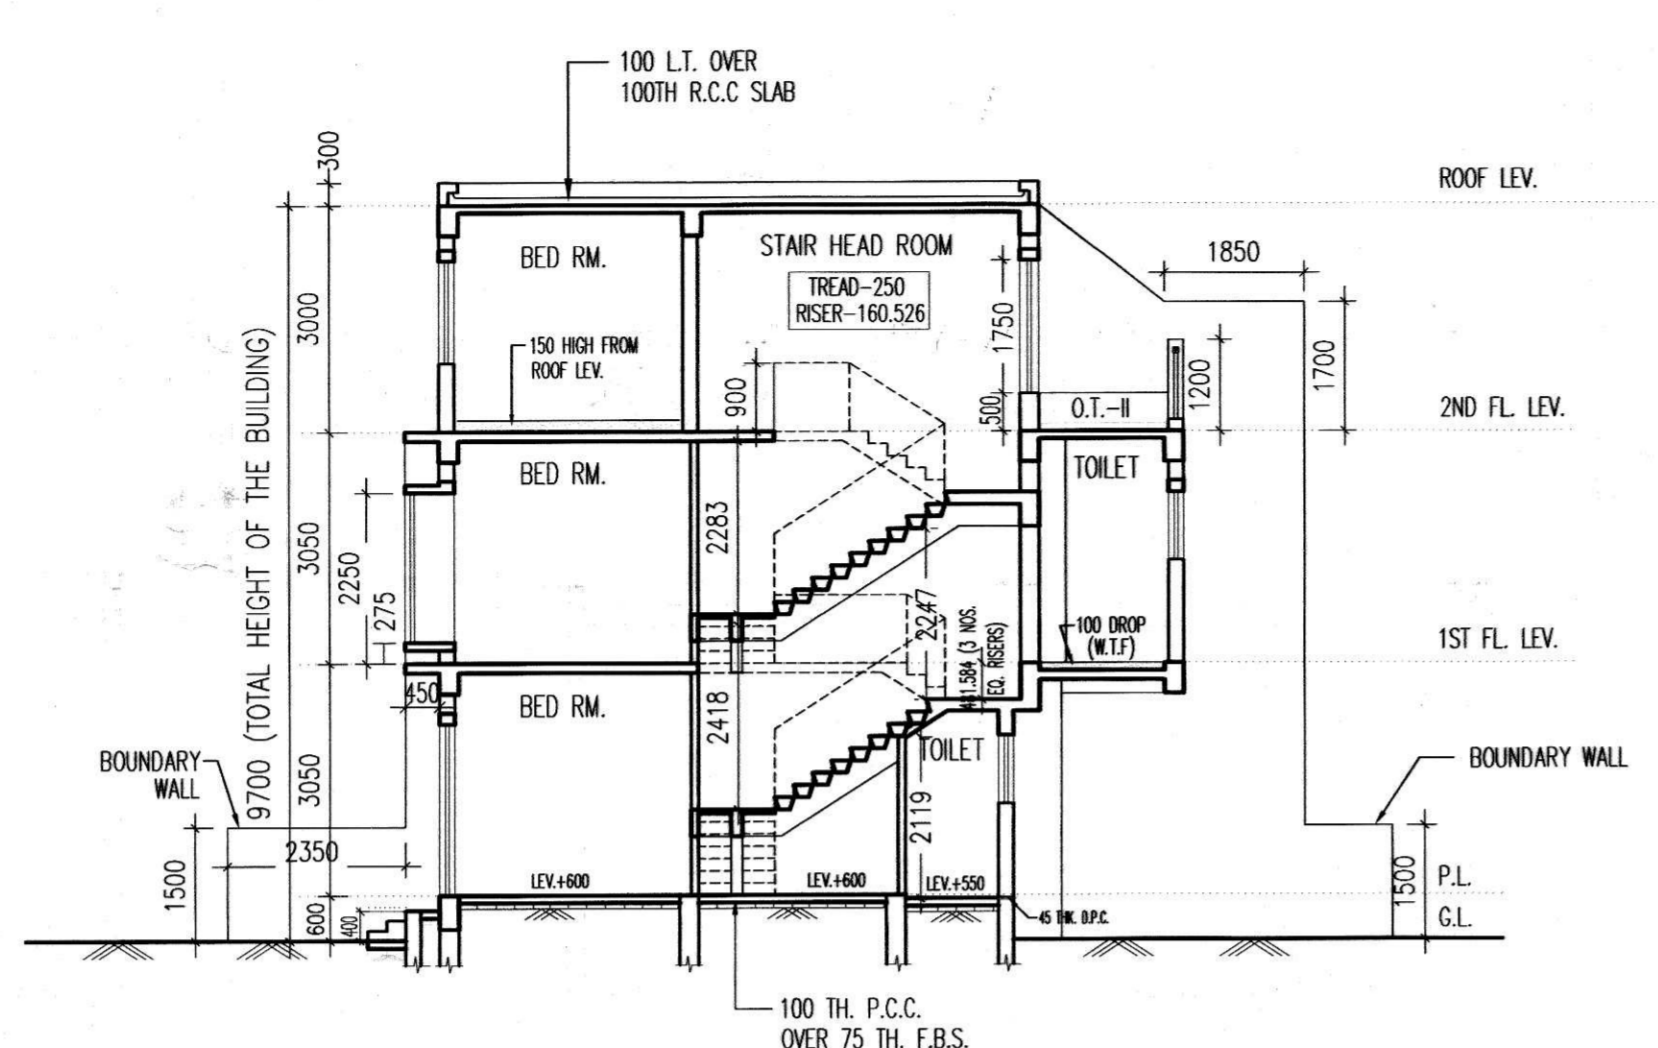 100 L.T. OVER
100TH R.C.C SLAB
300
ROOF LEV.
BED RM.
STAIR HEAD ROOM
TREAD-250
RISER-160.526
1850
3000
1750
150 HIGH FROM
ROOF LEV.
900
500
O.T.-II
1200
1700
2ND FL. LEV.
9700 (TOTAL HEIGHT OF THE BUILDING)
BED RM.
TOILET
2283
3050
2250
275
2247
481.584 (3 NOS.
EQ. RISERS)
100 DROP
(W.T.F)
1ST FL. LEV.
450
BED RM.
2418
TOILET
BOUNDARY
WALL
3050
BOUNDARY WALL
2119
2350
1500
600
400
LEV.+600
LEV.+600
LEV.+550
45 THK. D.P.C.
1500
P.L.
G.L.
100 TH. P.C.C.
OVER 75 TH. F.B.S.